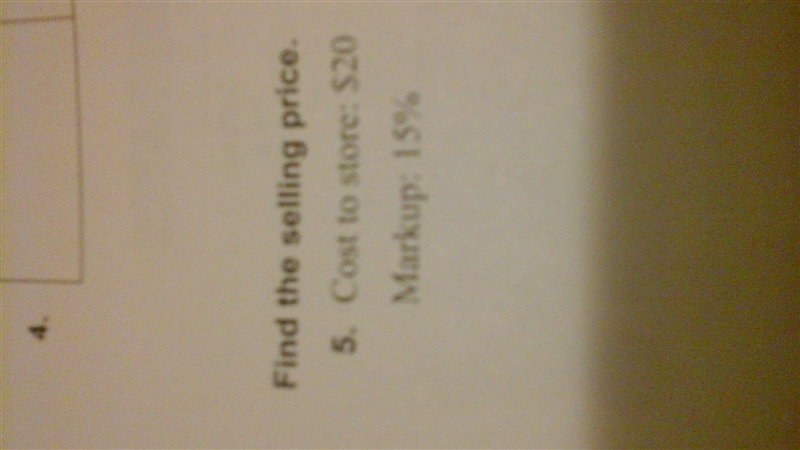 4.
Find the selling price.
5. Cost to store: $20
Markup: 15%